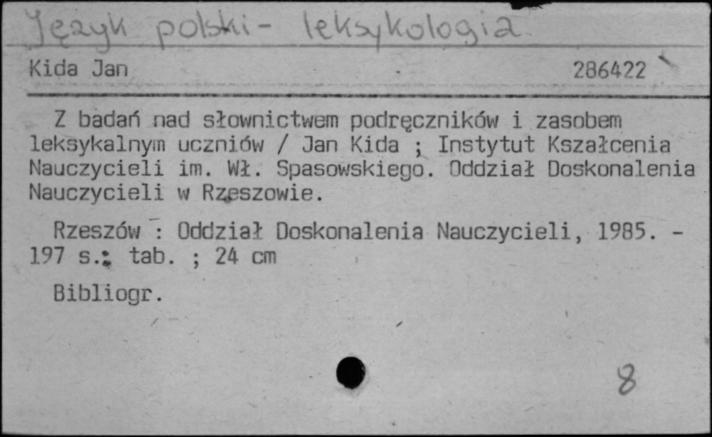 Język polski - leksykologia
Kida Jan 286422
Z badań nad słownictwem podręczników i zasobem
leksykalnym uczniów / Jan Kida ; Instytut Kszałcenia
Nauczycieli im. Wł. Spasowskiego. Oddział Doskonalenia
Nauczycieli w Rzeszowie.
Rzeszów : Oddział Doskonalenia Nauczycieli, 1985. -
197 s.: tab. ; 24 cm
Bibliogr.
8